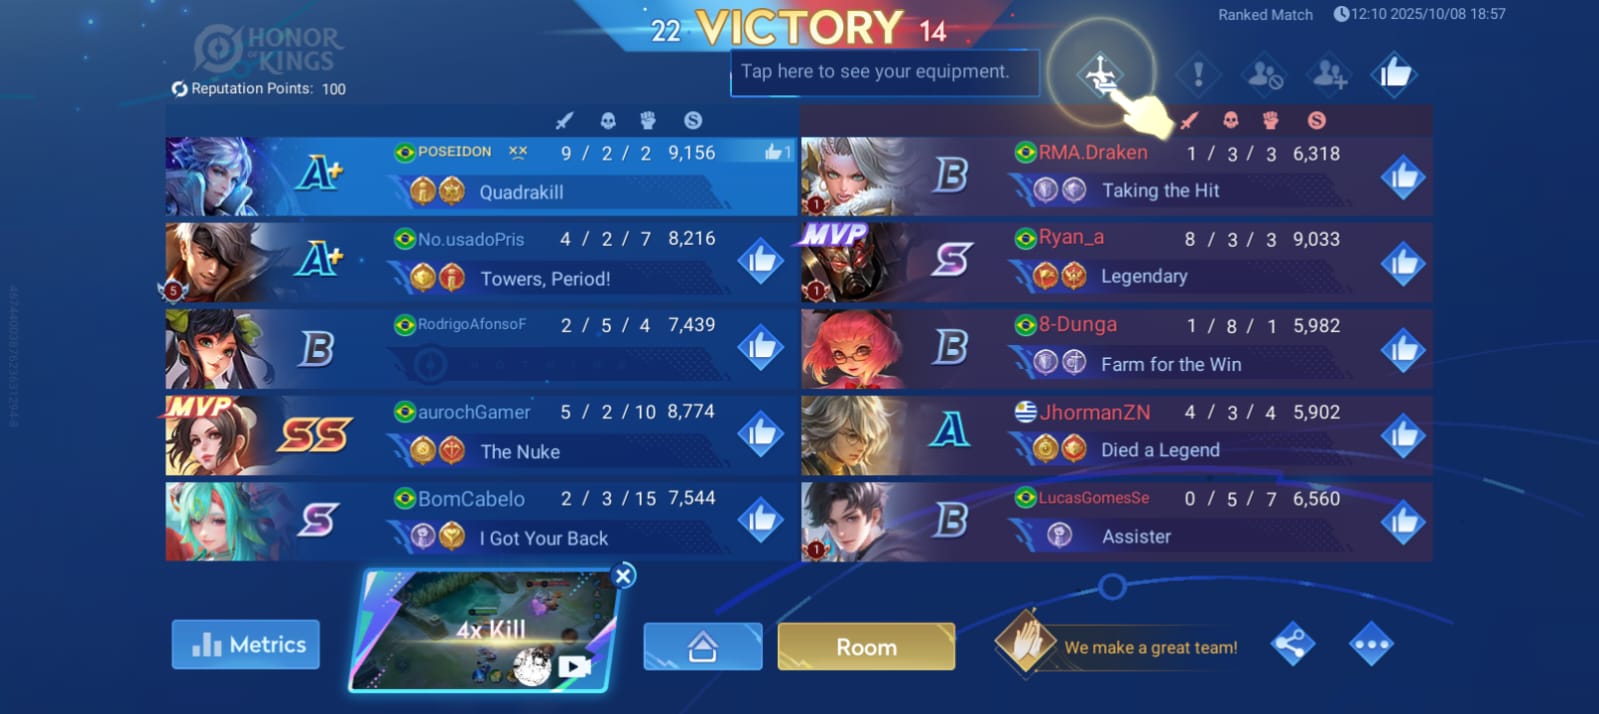 22 VICTORY 14
Ranked Match 12:10 2025/10/08 18:57
HONOR
OF
KINGS
Tap here to see your equipment.
Reputation Points: 100
A+ POSEIDON 9 / 2 / 2 9,156 1
Quadrakill
5 A+ No.usadoPris 4 / 2 / 7 8,216
Towers, Period!
B RodrigoAfonsoF 2 / 5 / 4 7,439
MVP SS aurochGamer 5 / 2 / 10 8,774
The Nuke
S BomCabelo 2 / 3 / 15 7,544
I Got Your Back
1 B RMA.Draken 1 / 3 / 3 6,318
Taking the Hit
MVP 1 S Ryan_a 8 / 3 / 3 9,033
Legendary
B 8-Dunga 1 / 8 / 1 5,982
Farm for the Win
A JhormanZN 4 / 3 / 4 5,902
Died a Legend
1 B LucasGomesSe 0 / 5 / 7 6,560
Assister
Metrics
4x Kill
Room
We make a great team!